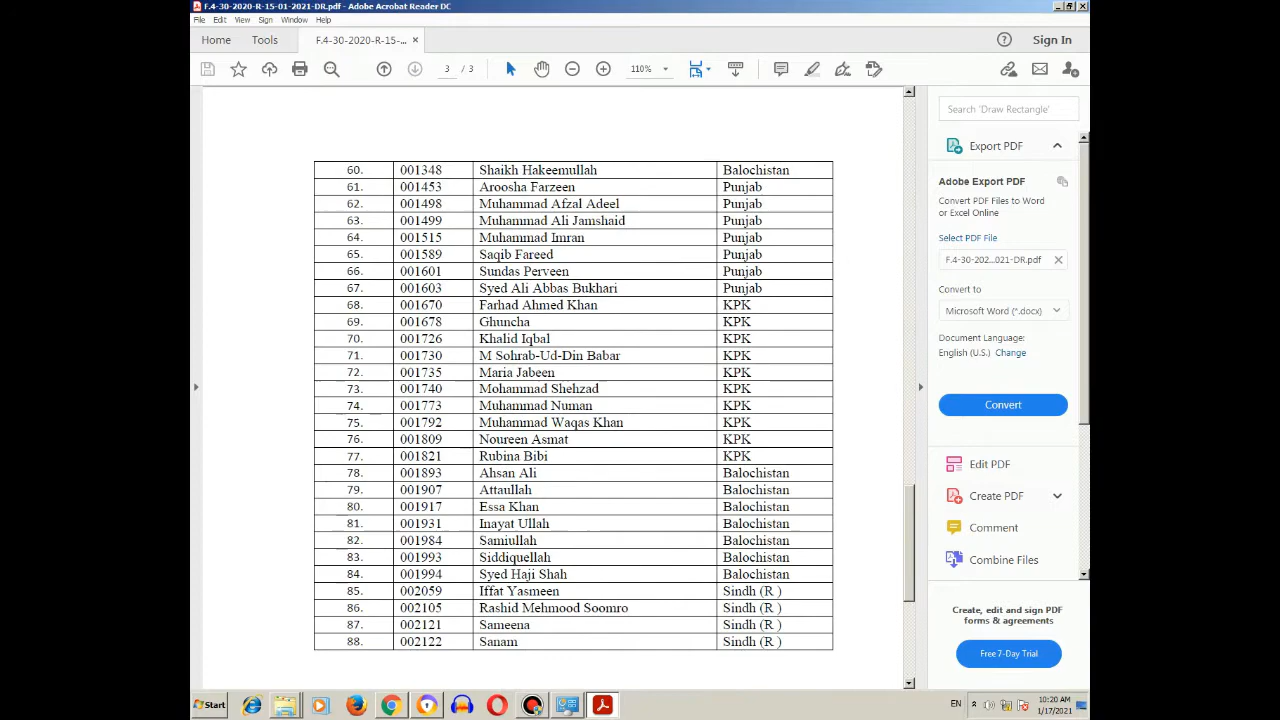 F.4-30-2020-R-15-01-2021-DR.pdf - Adobe Acrobat Reader DC
File Edit View Sign Window Help
Home Tools F.4-30-2020-R-15-... × Sign In
3 / 3 110%
Search 'Draw Rectangle'
Export PDF
Adobe Export PDF
Convert PDF Files to Word
or Excel Online
Select PDF File
F.4-30-202...021-DR.pdf
Convert to
Microsoft Word (*.docx)
Document Language:
English (U.S.) Change
Convert
Edit PDF
Create PDF
Comment
Combine Files
Create, edit and sign PDF
forms & agreements
Free 7-Day Trial
60. 001348 Shaikh Hakeemullah Balochistan
61. 001453 Aroosha Farzeen Punjab
62. 001498 Muhammad Afzal Adeel Punjab
63. 001499 Muhammad Ali Jamshaid Punjab
64. 001515 Muhammad Imran Punjab
65. 001589 Saqib Fareed Punjab
66. 001601 Sundas Perveen Punjab
67. 001603 Syed Ali Abbas Bukhari Punjab
68. 001670 Farhad Ahmed Khan KPK
69. 001678 Ghuncha KPK
70. 001726 Khalid Iqbal KPK
71. 001730 M Sohrab-Ud-Din Babar KPK
72. 001735 Maria Jabeen KPK
73. 001740 Mohammad Shehzad KPK
74. 001773 Muhammad Numan KPK
75. 001792 Muhammad Waqas Khan KPK
76. 001809 Noureen Asmat KPK
77. 001821 Rubina Bibi KPK
78. 001893 Ahsan Ali Balochistan
79. 001907 Attaullah Balochistan
80. 001917 Essa Khan Balochistan
81. 001931 Inayat Ullah Balochistan
82. 001984 Samiullah Balochistan
83. 001993 Siddiquellah Balochistan
84. 001994 Syed Haji Shah Balochistan
85. 002059 Iffat Yasmeen Sindh (R )
86. 002105 Rashid Mehmood Soomro Sindh (R )
87. 002121 Sameena Sindh (R )
88. 002122 Sanam Sindh (R )
Start EN 10:20 AM
1/17/2021